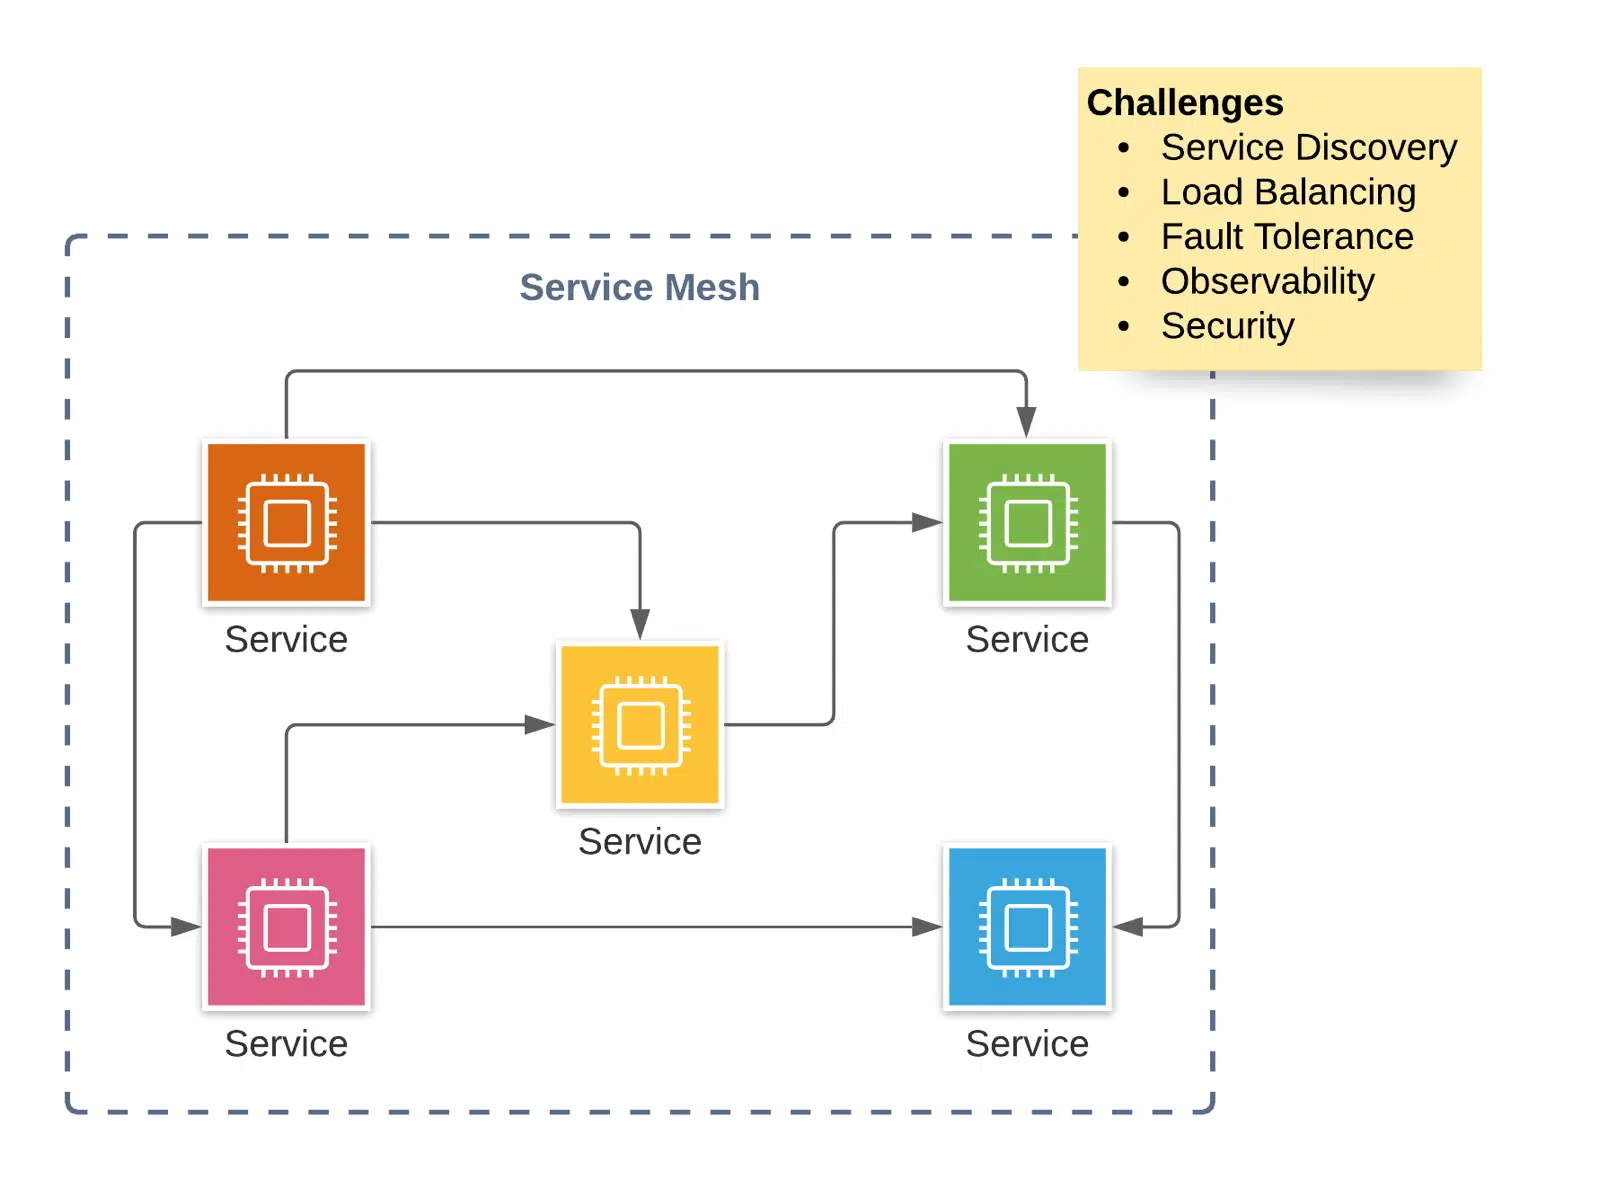 Challenges
• Service Discovery
• Load Balancing
• Fault Tolerance
• Observability
• Security
Service Mesh
Service
Service
Service
Service
Service